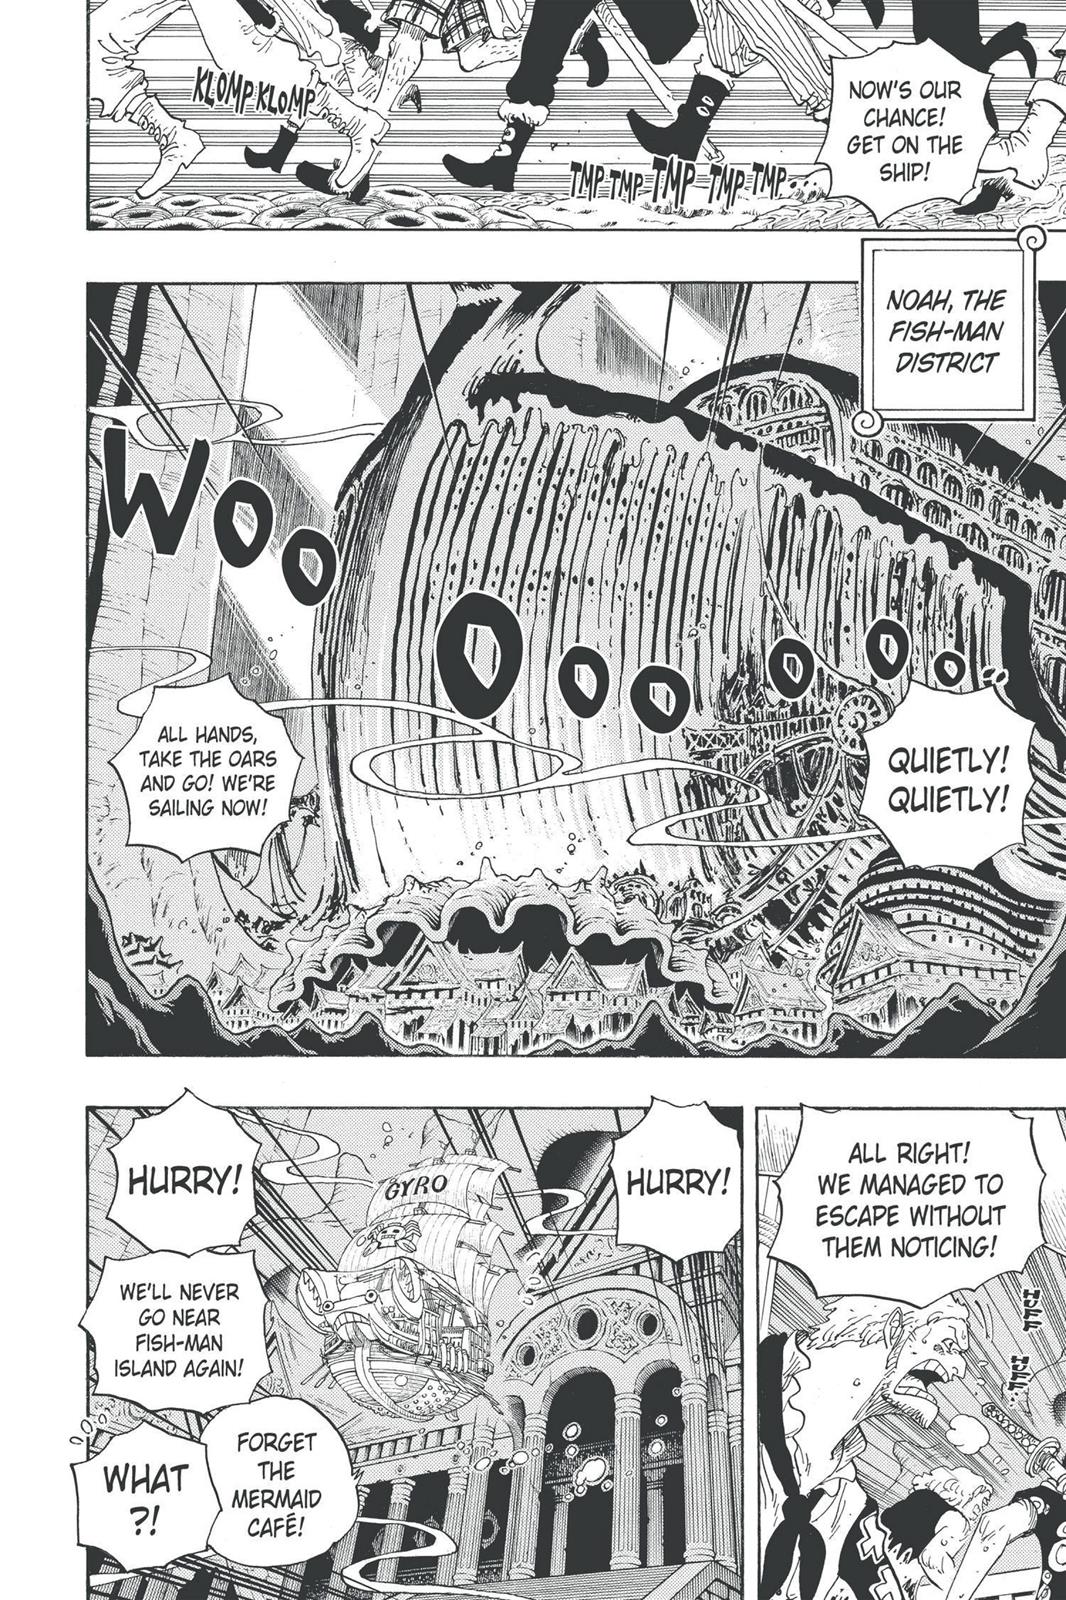 NOW'S OUR
CHANCE!
GET ON THE
SHIP!
KLOMP KLOMP
TMP TMP TMP TMP TMP
NOAH, THE
FISH-MAN
DISTRICT
WOO
OOO OOO
QUIETLY!
QUIETLY!
ALL HANDS,
TAKE THE OARS
AND GO! WE'RE
SAILING NOW!
ALL RIGHT!
WE MANAGED TO
ESCAPE WITHOUT
THEM NOTICING!
HUFF
HUFF
HURRY!
HURRY!
GYRO
WE'LL NEVER
GO NEAR
FISH-MAN
ISLAND AGAIN!
FORGET
THE
MERMAID
CAFÉ!
WHAT
?!